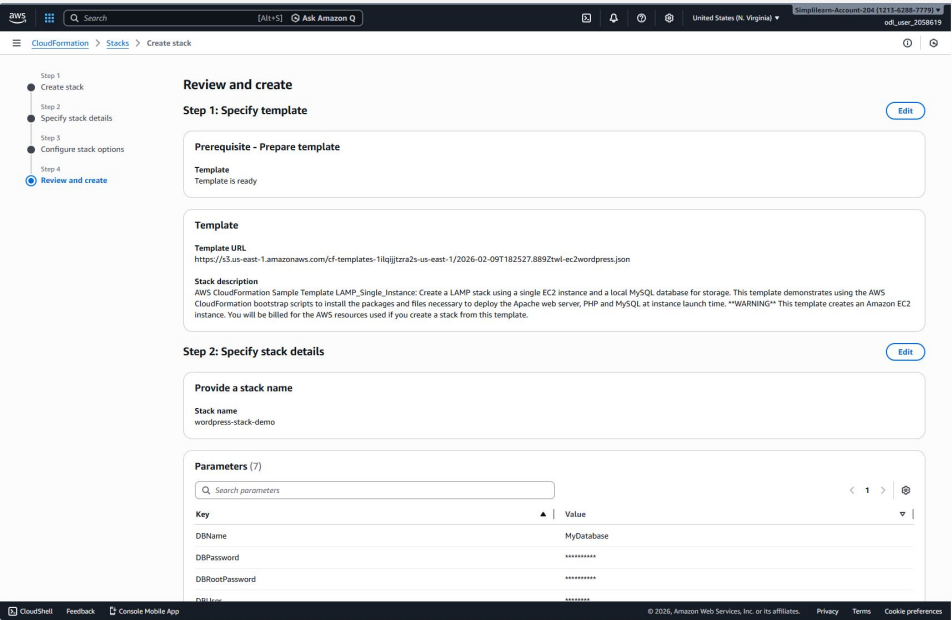 aws
Search [Alt+S] Ask Amazon Q
United States (N. Virginia) ▼
Simplilearn-Account-204 (1213-6288-7779) ▼
odl_user_2058619
CloudFormation > Stacks > Create stack
Step 1
Create stack
Step 2
Specify stack details
Step 3
Configure stack options
Step 4
Review and create
Review and create
Step 1: Specify template
Edit
Prerequisite - Prepare template
Template
Template is ready
Template
Template URL
https://s3.us-east-1.amazonaws.com/cf-templates-1ilqijjtzra2s-us-east-1/2026-02-09T182527.889Ztwl-ec2wordpress.json
Stack description
AWS CloudFormation Sample Template LAMP_Single_Instance: Create a LAMP stack using a single EC2 instance and a local MySQL database for storage. This template demonstrates using the AWS
CloudFormation bootstrap scripts to install the packages and files necessary to deploy the Apache web server, PHP and MySQL at instance launch time. **WARNING** This template creates an Amazon EC2
instance. You will be billed for the AWS resources used if you create a stack from this template.
Step 2: Specify stack details
Edit
Provide a stack name
Stack name
wordpress-stack-demo
Parameters (7)
Search parameters
< 1 >
Key Value
DBName MyDatabase
DBPassword **********
DBRootPassword **********
DBUser ********
CloudShell Feedback Console Mobile App © 2026, Amazon Web Services, Inc. or its affiliates. Privacy Terms Cookie preferences